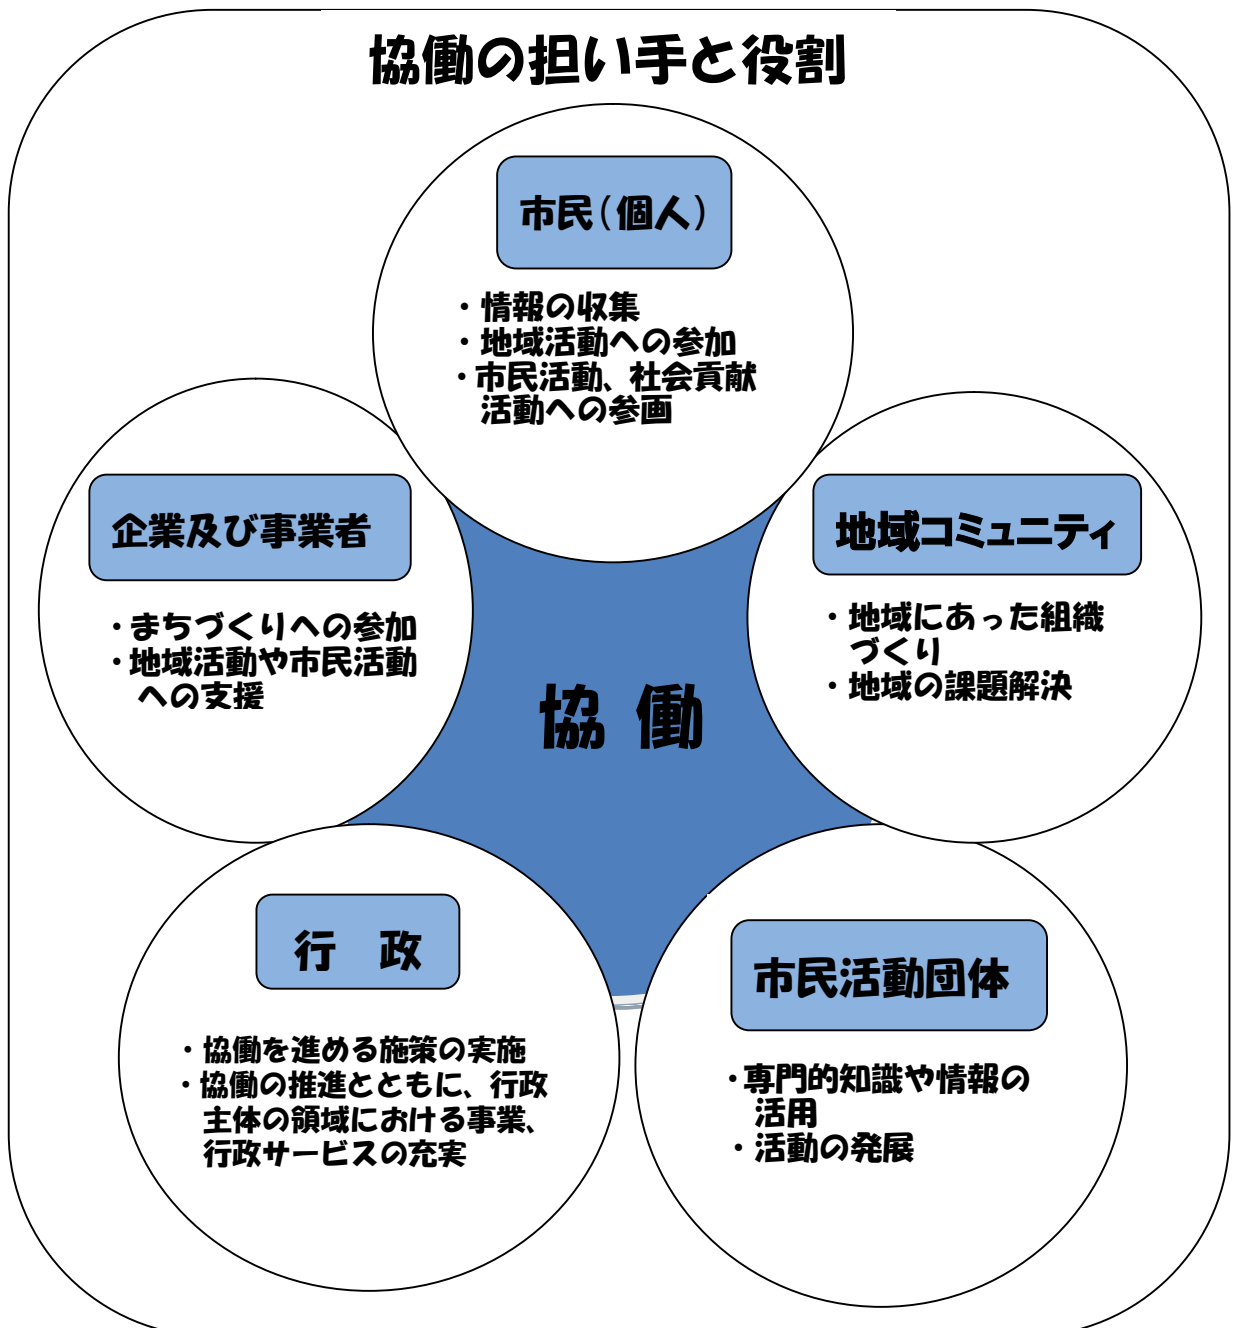 協働の担い手と役割
市民(個人)
・情報の収集
・地域活動への参加
・市民活動、社会貢献
活動への参画
企業及び事業者
・まちづくりへの参加
・地域活動や市民活動
への支援
地域コミュニティ
・地域にあった組織
づくり
・地域の課題解決
協 働
行　政
・協働を進める施策の実施
・協働の推進とともに、行政
主体の領域における事業、
行政サービスの充実
市民活動団体
・専門的知識や情報の
活用
・活動の発展